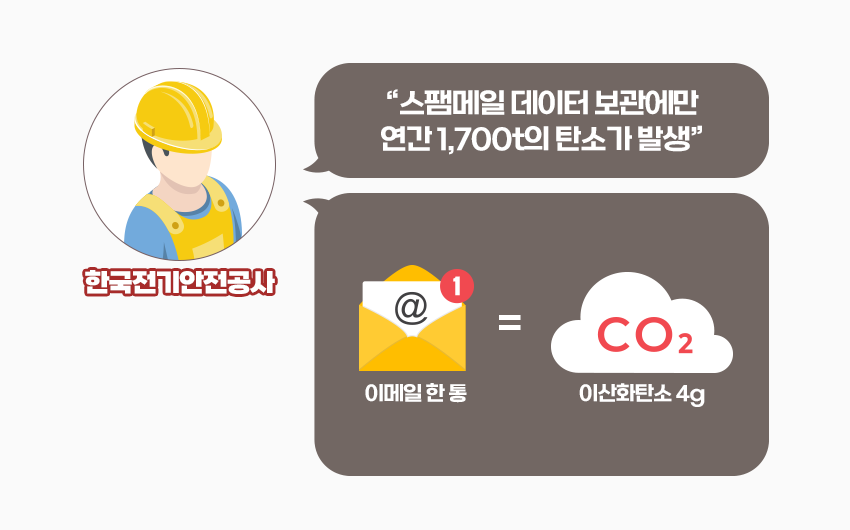 “스팸메일 데이터 보관에만
연간 1,700t의 탄소가 발생”
한국전기안전공사
@
1
=
CO2
이메일 한 통
이산화탄소 4g